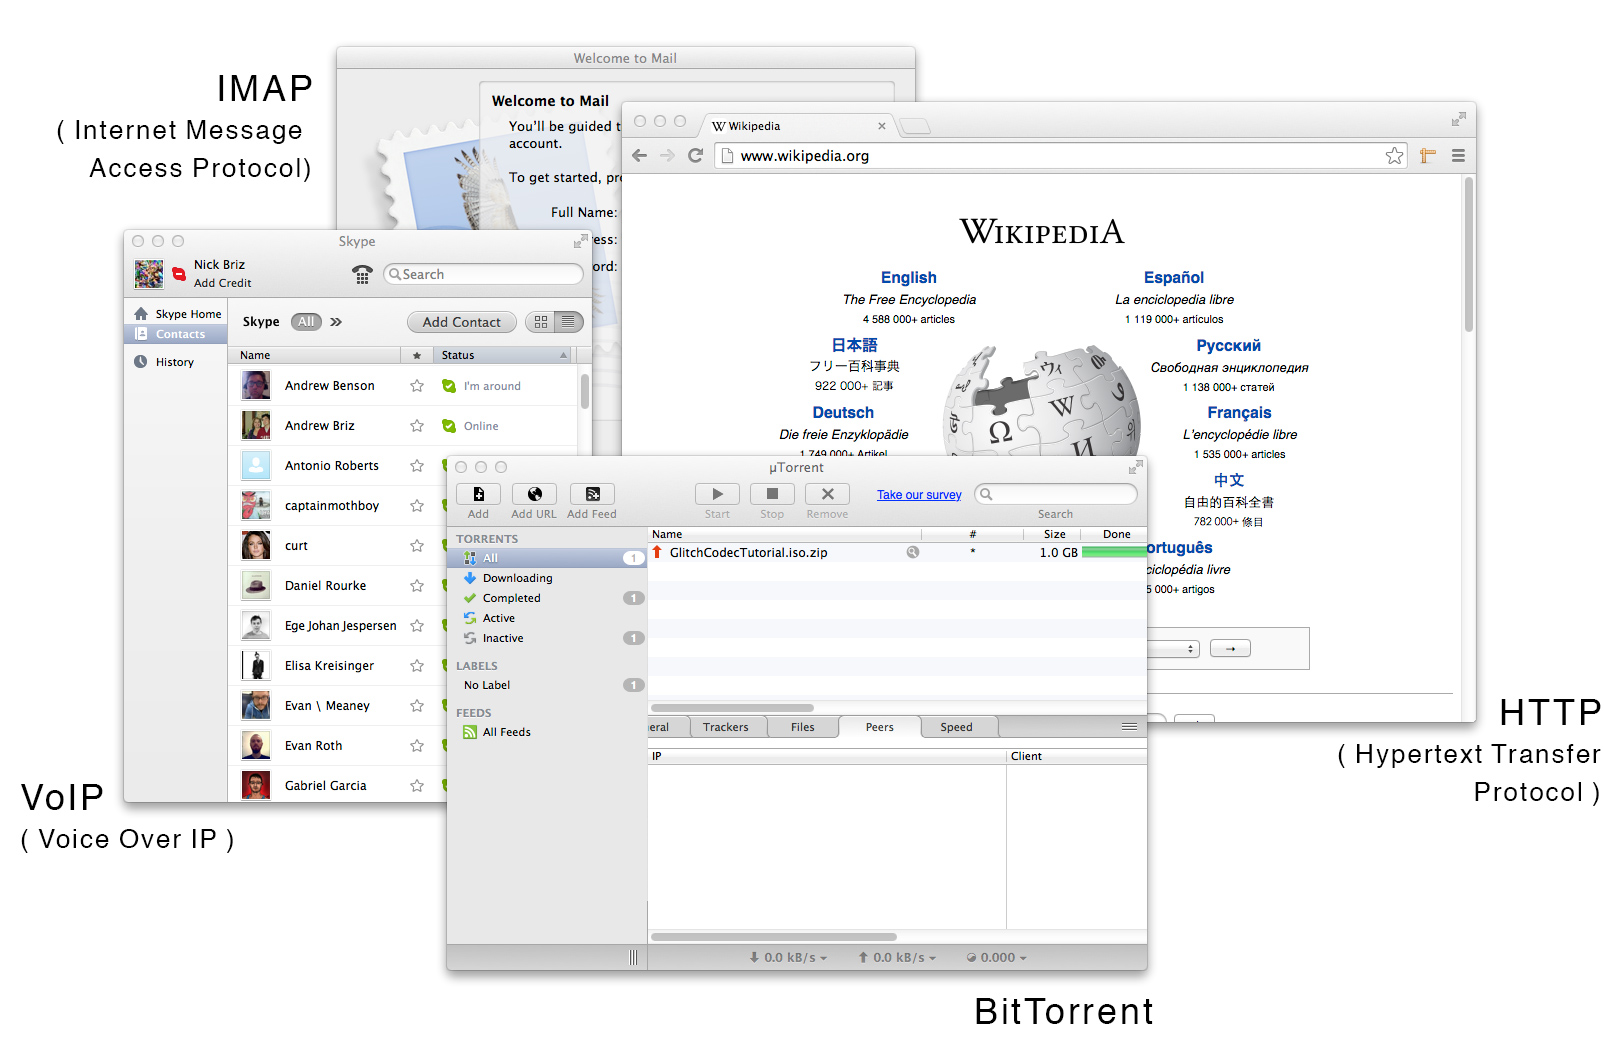 IMAP
( Internet Message
Access Protocol)
Welcome to Mail
Welcome to Mail
You'll be guided t
account.
To get started, pr
Full Name:
ress:
ord:
Wikipedia
www.wikipedia.org
WIKIPEDIA
English
The Free Encyclopedia
4 588 000+ articles
Español
La enciclopedia libre
1 119 000+ artículos
日本語
フリー百科事典
922 000+ 記事
Русский
Свободная энциклопедия
1 138 000+ статей
Deutsch
Die freie Enzyklopädie
1 749 000+ Artikel
Français
L'encyclopédie libre
1 535 000+ articles
中文
自由的百科全書
782 000+ 條目
ortuguês
ciclopédia livre
5 000+ artigos
HTTP
( Hypertext Transfer
Protocol )
Skype
Nick Briz
Add Credit
Search
Skype Home
Contacts
History
Skype All »
Add Contact
Name ★ Status
Andrew Benson I'm around
Andrew Briz Online
Antonio Roberts
captainmothboy
curt
Daniel Rourke
Ege Johan Jespersen
Elisa Kreisinger
Evan \ Meaney
Evan Roth
Gabriel Garcia
VoIP
( Voice Over IP )
µTorrent
Add Add URL Add Feed
Start Stop Remove
Take our survey
Search
TORRENTS
All 1
Downloading
Completed 1
Active
Inactive 1
LABELS
No Label 1
FEEDS
All Feeds
Name # Size Done
GlitchCodecTutorial.iso.zip * 1.0 GB
neral Trackers Files Peers Speed
IP Client
0.0 kB/s 0.0 kB/s 0.000
BitTorrent